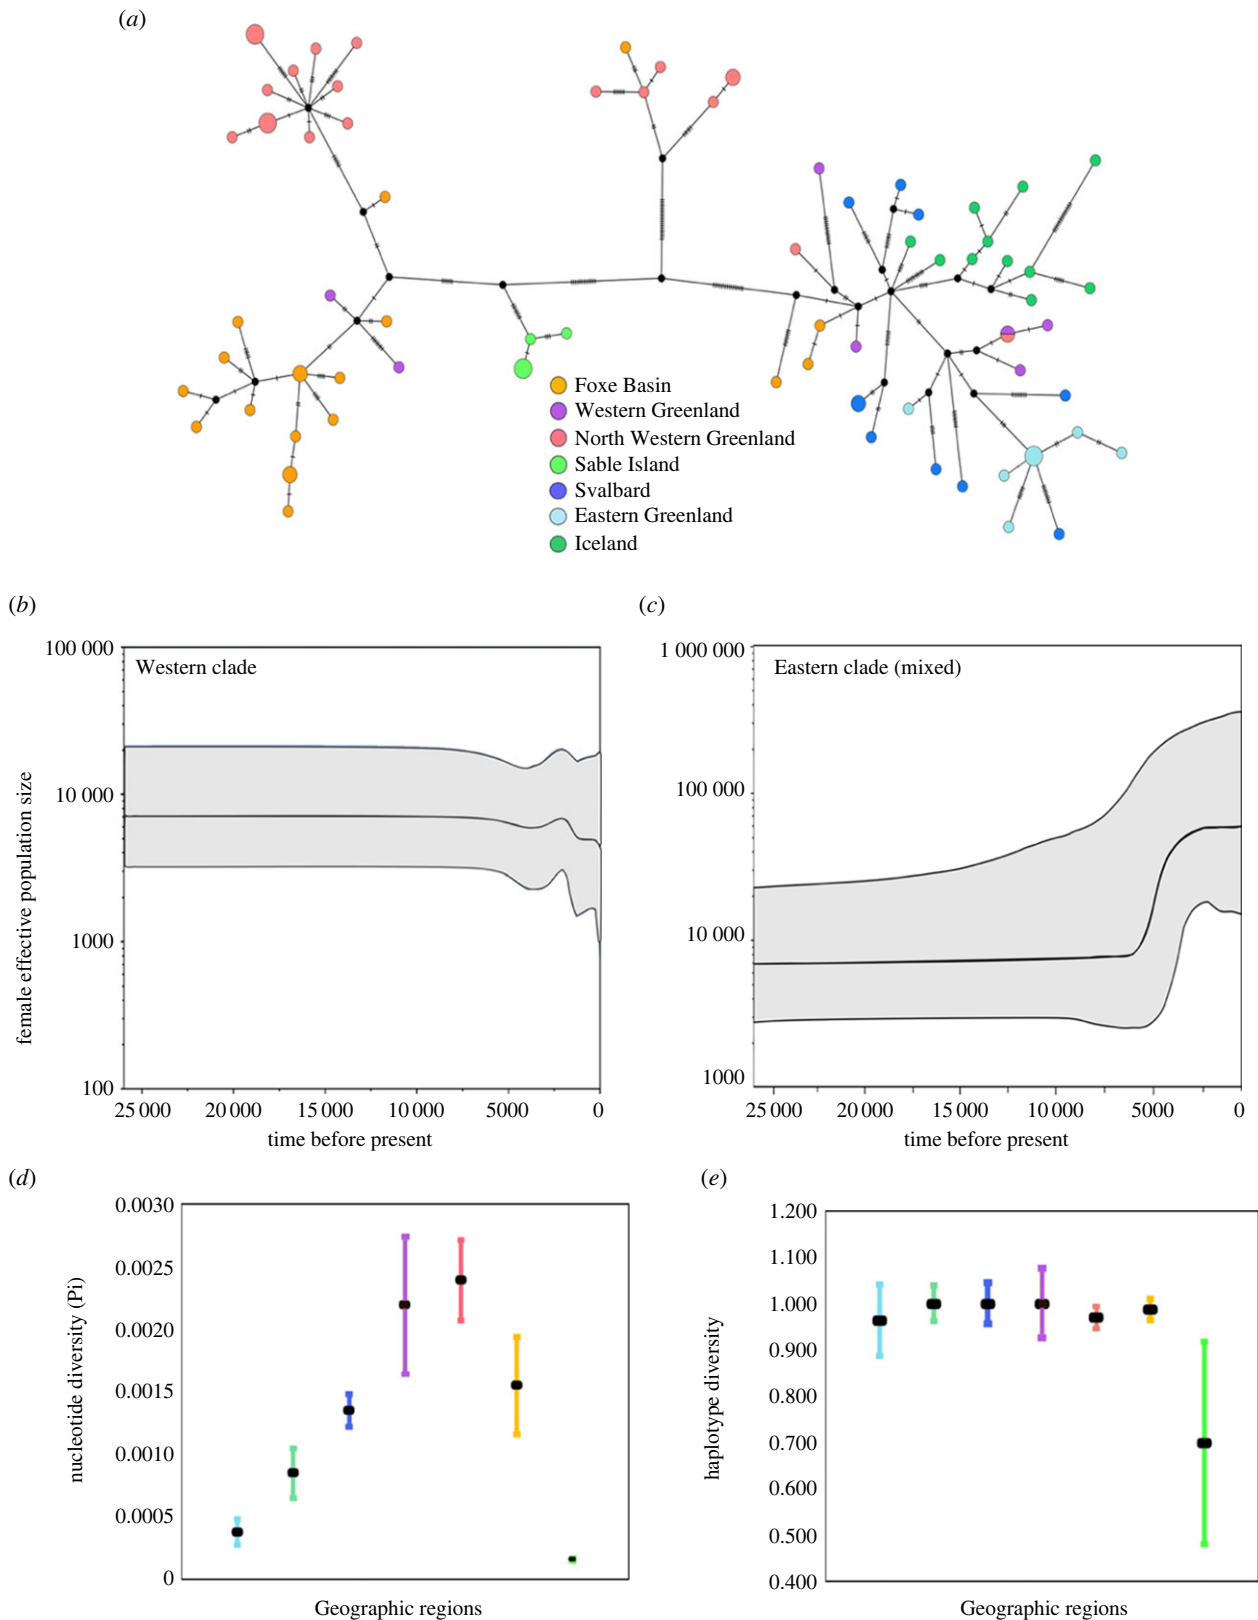 (a)
Foxe Basin
Western Greenland
North Western Greenland
Sable Island
Svalbard
Eastern Greenland
Iceland
(b)
Western clade
female effective population size
100 000
10 000
1000
100
25 000 20 000 15 000 10 000 5000 0
time before present
(c)
Eastern clade (mixed)
1 000 000
100 000
10 000
1000
25 000 20 000 15 000 10 000 5000 0
time before present
(d)
nucleotide diversity (Pi)
0.0030
0.0025
0.0020
0.0015
0.0010
0.0005
0
Geographic regions
(e)
haplotype diversity
1.200
1.100
1.000
0.900
0.800
0.700
0.600
0.500
0.400
Geographic regions